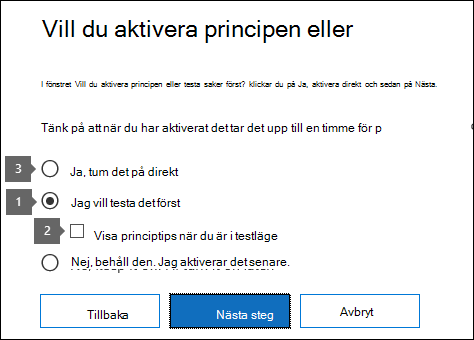 Vill du aktivera principen eller
I fönstret Vill du aktivera principen eller testa saker först? klickar du på Ja, aktivera direkt och sedan på Nästa.
Tänk på att när du har aktiverat det tar det upp till en timme för p
3 Ja, tum det på direkt
1 Jag vill testa det först
2 Visa principtips när du är i testläge
Nej, behåll den. Jag aktiverar det senare.
Tillbaka Nästa steg Avbryt